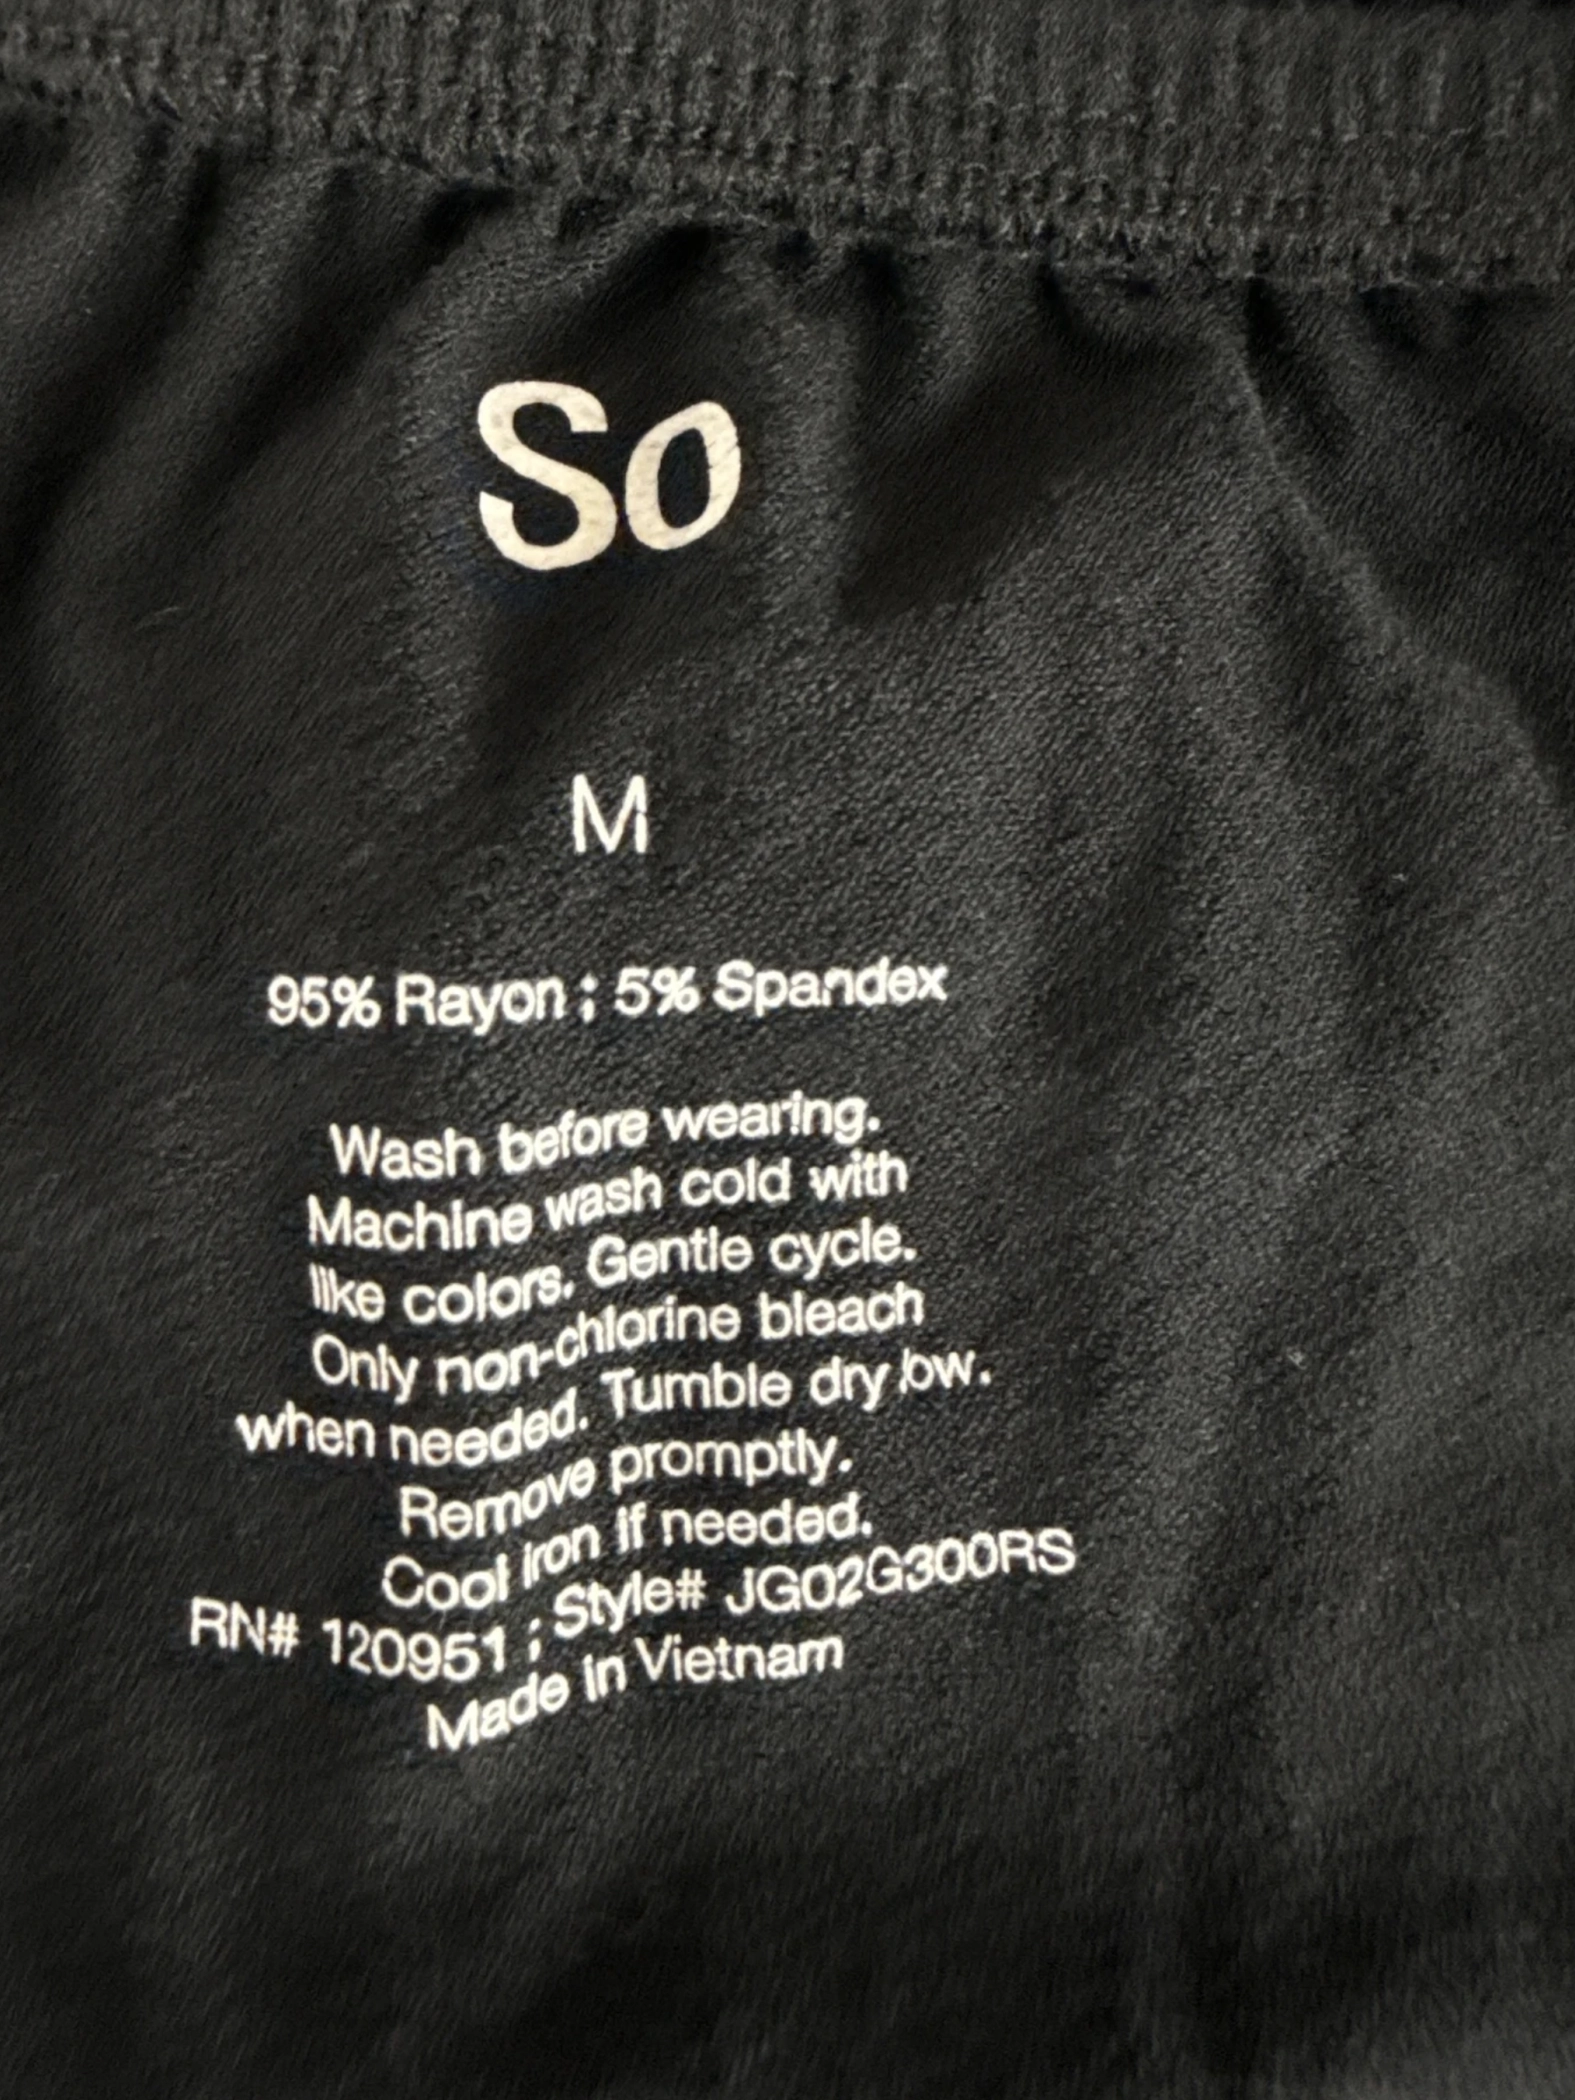 So
M
95% Rayon ; 5% Spandex
Wash before wearing.
Machine wash cold with
like colors. Gentle cycle.
Only non-chlorine bleach
when needed. Tumble dry low.
Remove promptly.
Cool iron if needed.
RN# 120951 ; Style# JG02G300RS
Made in Vietnam